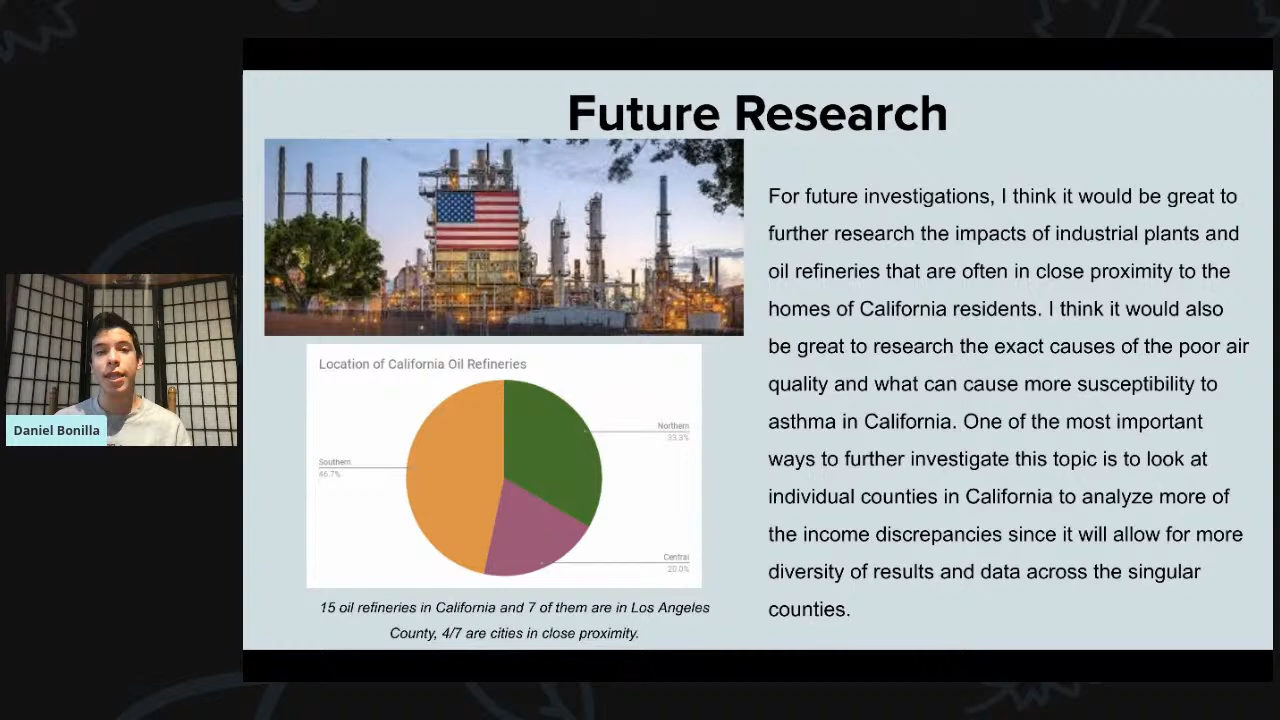 Future Research
For future investigations, I think it would be great to
further research the impacts of industrial plants and
oil refineries that are often in close proximity to the
homes of California residents. I think it would also
be great to research the exact causes of the poor air
quality and what can cause more susceptibility to
asthma in California. One of the most important
ways to further investigate this topic is to look at
individual counties in California to analyze more of
the income discrepancies since it will allow for more
diversity of results and data across the singular
counties.
Location of California Oil Refineries
Northern
33.3%
Southern
46.7%
Central
20.0%
15 oil refineries in California and 7 of them are in Los Angeles
County, 4/7 are cities in close proximity.
Daniel Bonilla